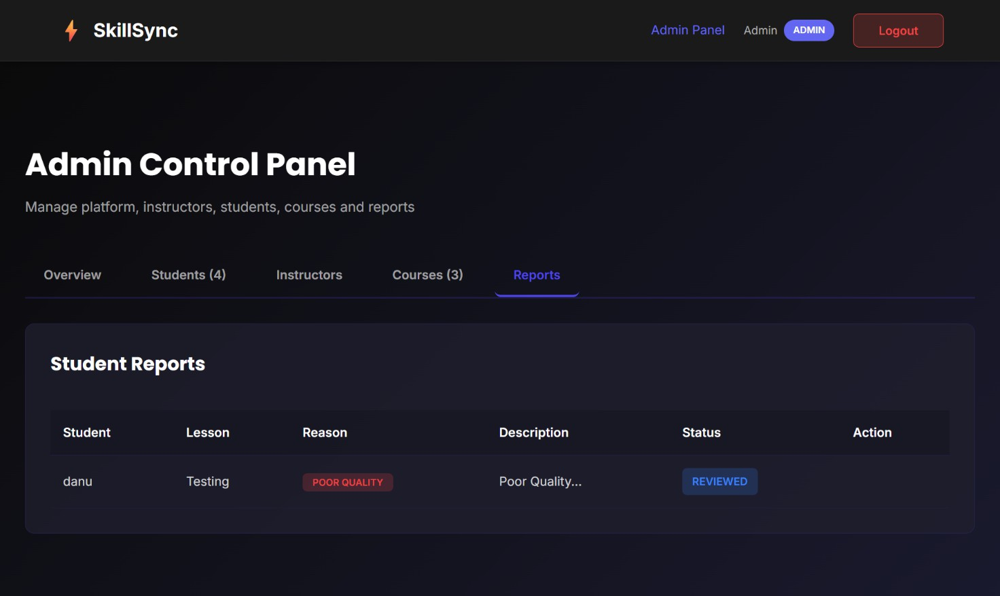 SkillSync
Admin Panel
Admin
ADMIN
Logout
Admin Control Panel
Manage platform, instructors, students, courses and reports
Overview
Students (4)
Instructors
Courses (3)
Reports
Student Reports
Student Lesson Reason Description Status Action
danu Testing POOR QUALITY Poor Quality... REVIEWED